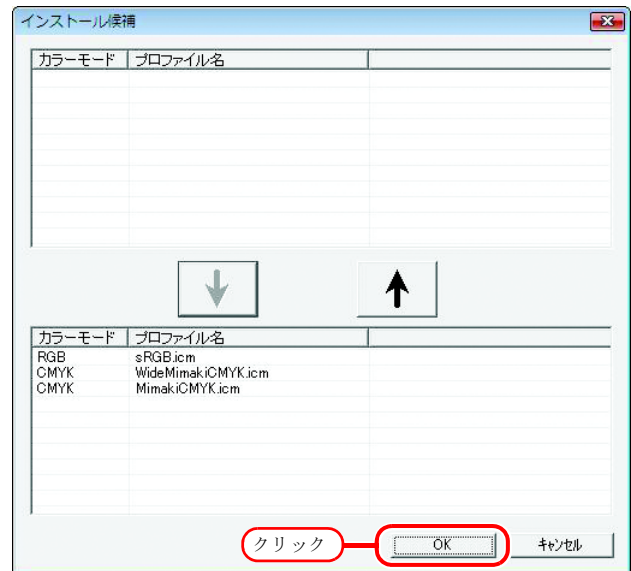 インストール候補
カラーモード プロファイル名
カラーモード プロファイル名
RGB sRGB.icm
CMYK WideMimakiCMYK.icm
CMYK MimakiCMYK.icm
クリック OK キャンセル